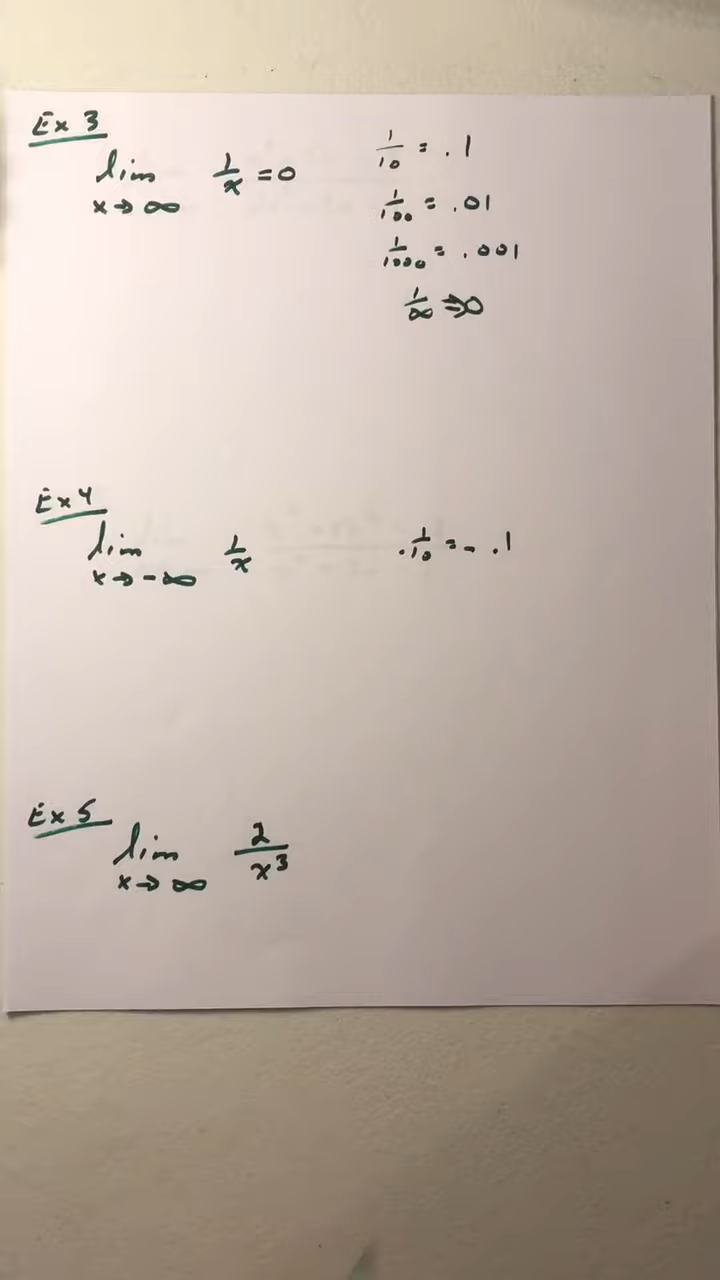 Ex 3
lim 1/x = 0
x → ∞
1/10 = .1
1/100 = .01
1/1000 = .001
1/∞ ⇒ 0
Ex 4
lim 1/x
x → -∞
-1/10 = -.1
Ex 5
lim 2/x³
x → ∞